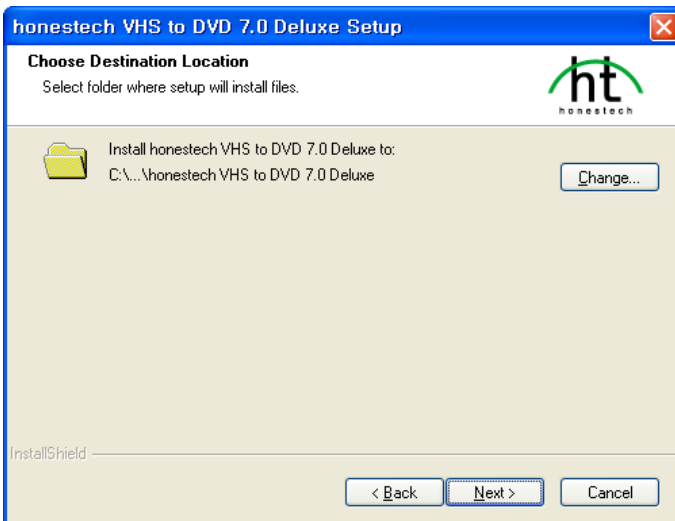 honestech VHS to DVD 7.0 Deluxe Setup
Choose Destination Location
Select folder where setup will install files.
ht
honestech
Install honestech VHS to DVD 7.0 Deluxe to:
C:\...\honestech VHS to DVD 7.0 Deluxe
Change...
InstallShield
< Back
Next >
Cancel